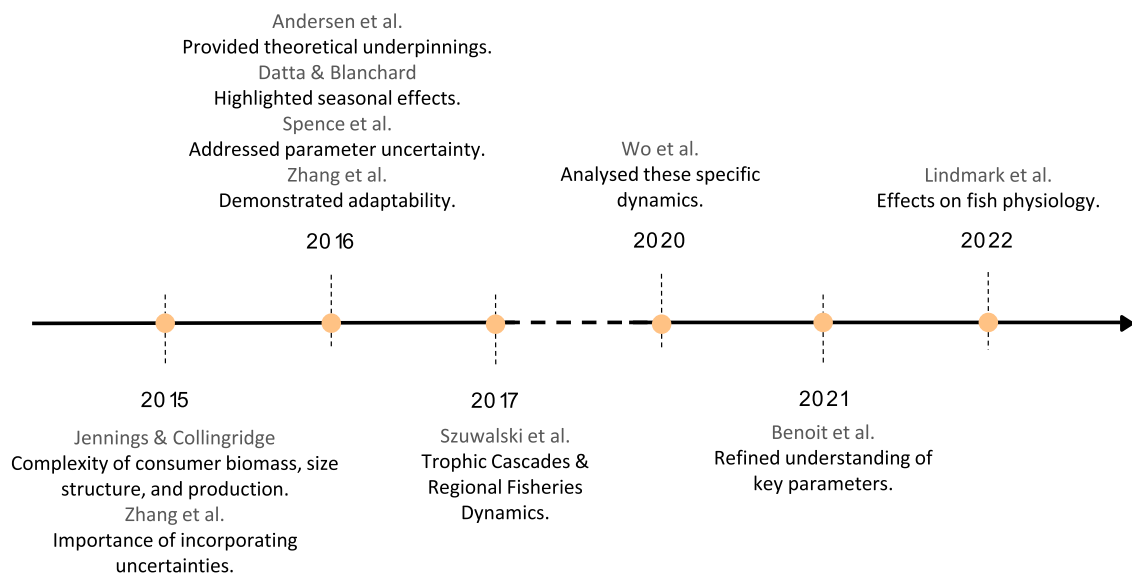 Andersen et al.
Provided theoretical underpinnings.
Datta & Blanchard
Highlighted seasonal effects.
Spence et al.
Addressed parameter uncertainty.
Zhang et al.
Demonstrated adaptability.
2016
Wo et al.
Analysed these specific
dynamics.
2020
Lindmark et al.
Effects on fish physiology.
2022
2015
Jennings & Collingridge
Complexity of consumer biomass, size
structure, and production.
Zhang et al.
Importance of incorporating
uncertainties.
2017
Szuwalski et al.
Trophic Cascades &
Regional Fisheries
Dynamics.
2021
Benoit et al.
Refined understanding of
key parameters.